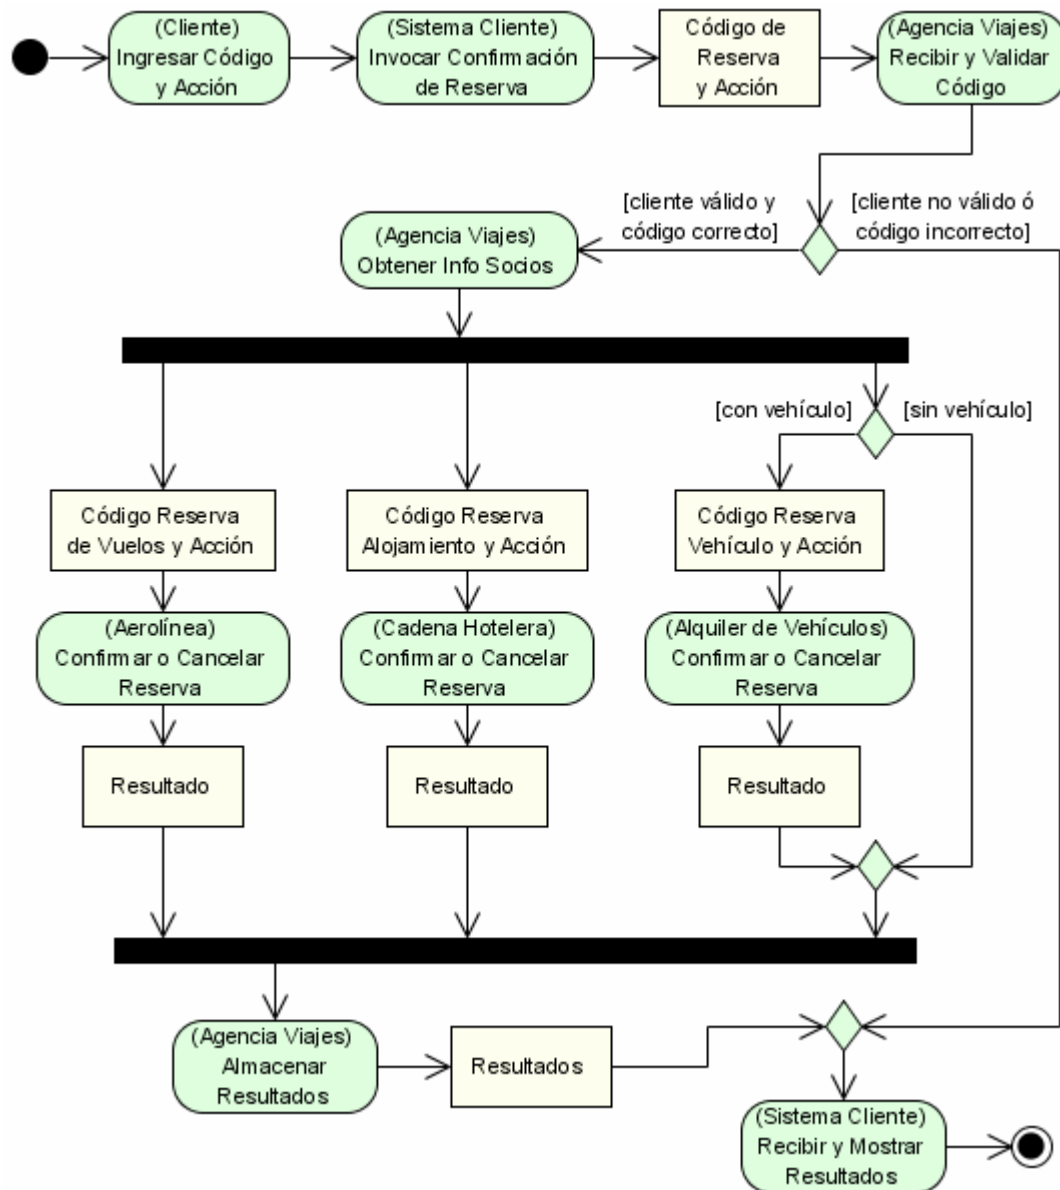 (Cliente)
Ingresar Código
y Acción
(Sistema Cliente)
Invocar Confirmación
de Reserva
Código de
Reserva
y Acción
(Agencia Viajes)
Recibir y Validar
Código
[cliente válido y
código correcto]
[cliente no válido ó
código incorrecto]
(Agencia Viajes)
Obtener Info Socios
[con vehículo]
[sin vehículo]
Código Reserva
de Vuelos y Acción
Código Reserva
Alojamiento y Acción
Código Reserva
Vehículo y Acción
(Aerolínea)
Confirmar o Cancelar
Reserva
(Cadena Hotelera)
Confirmar o Cancelar
Reserva
(Alquiler de Vehículos)
Confirmar o Cancelar
Reserva
Resultado
Resultado
Resultado
(Agencia Viajes)
Almacenar
Resultados
Resultados
(Sistema Cliente)
Recibir y Mostrar
Resultados